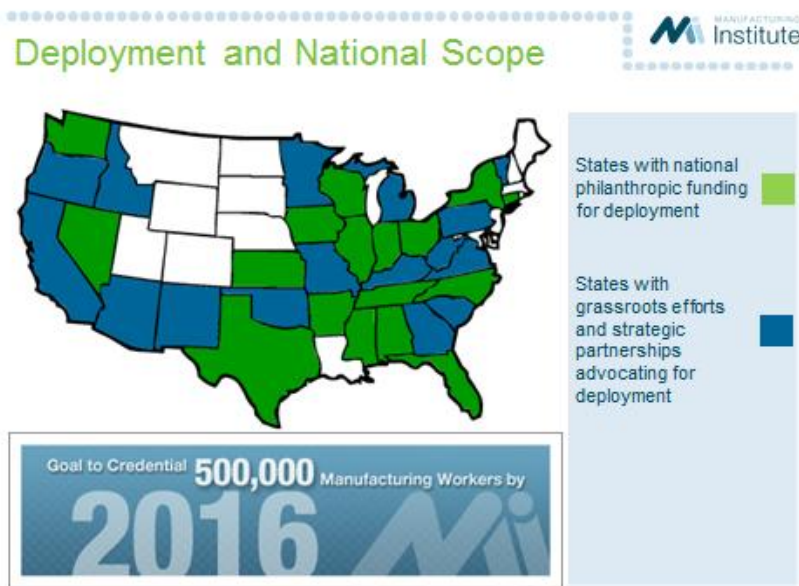 MANUFACTURING
Institute
Deployment and National Scope
States with national
philanthropic funding
for deployment
States with
grassroots efforts
and strategic
partnerships
advocating for
deployment
Goal to Credential 500,000 Manufacturing Workers by
2016